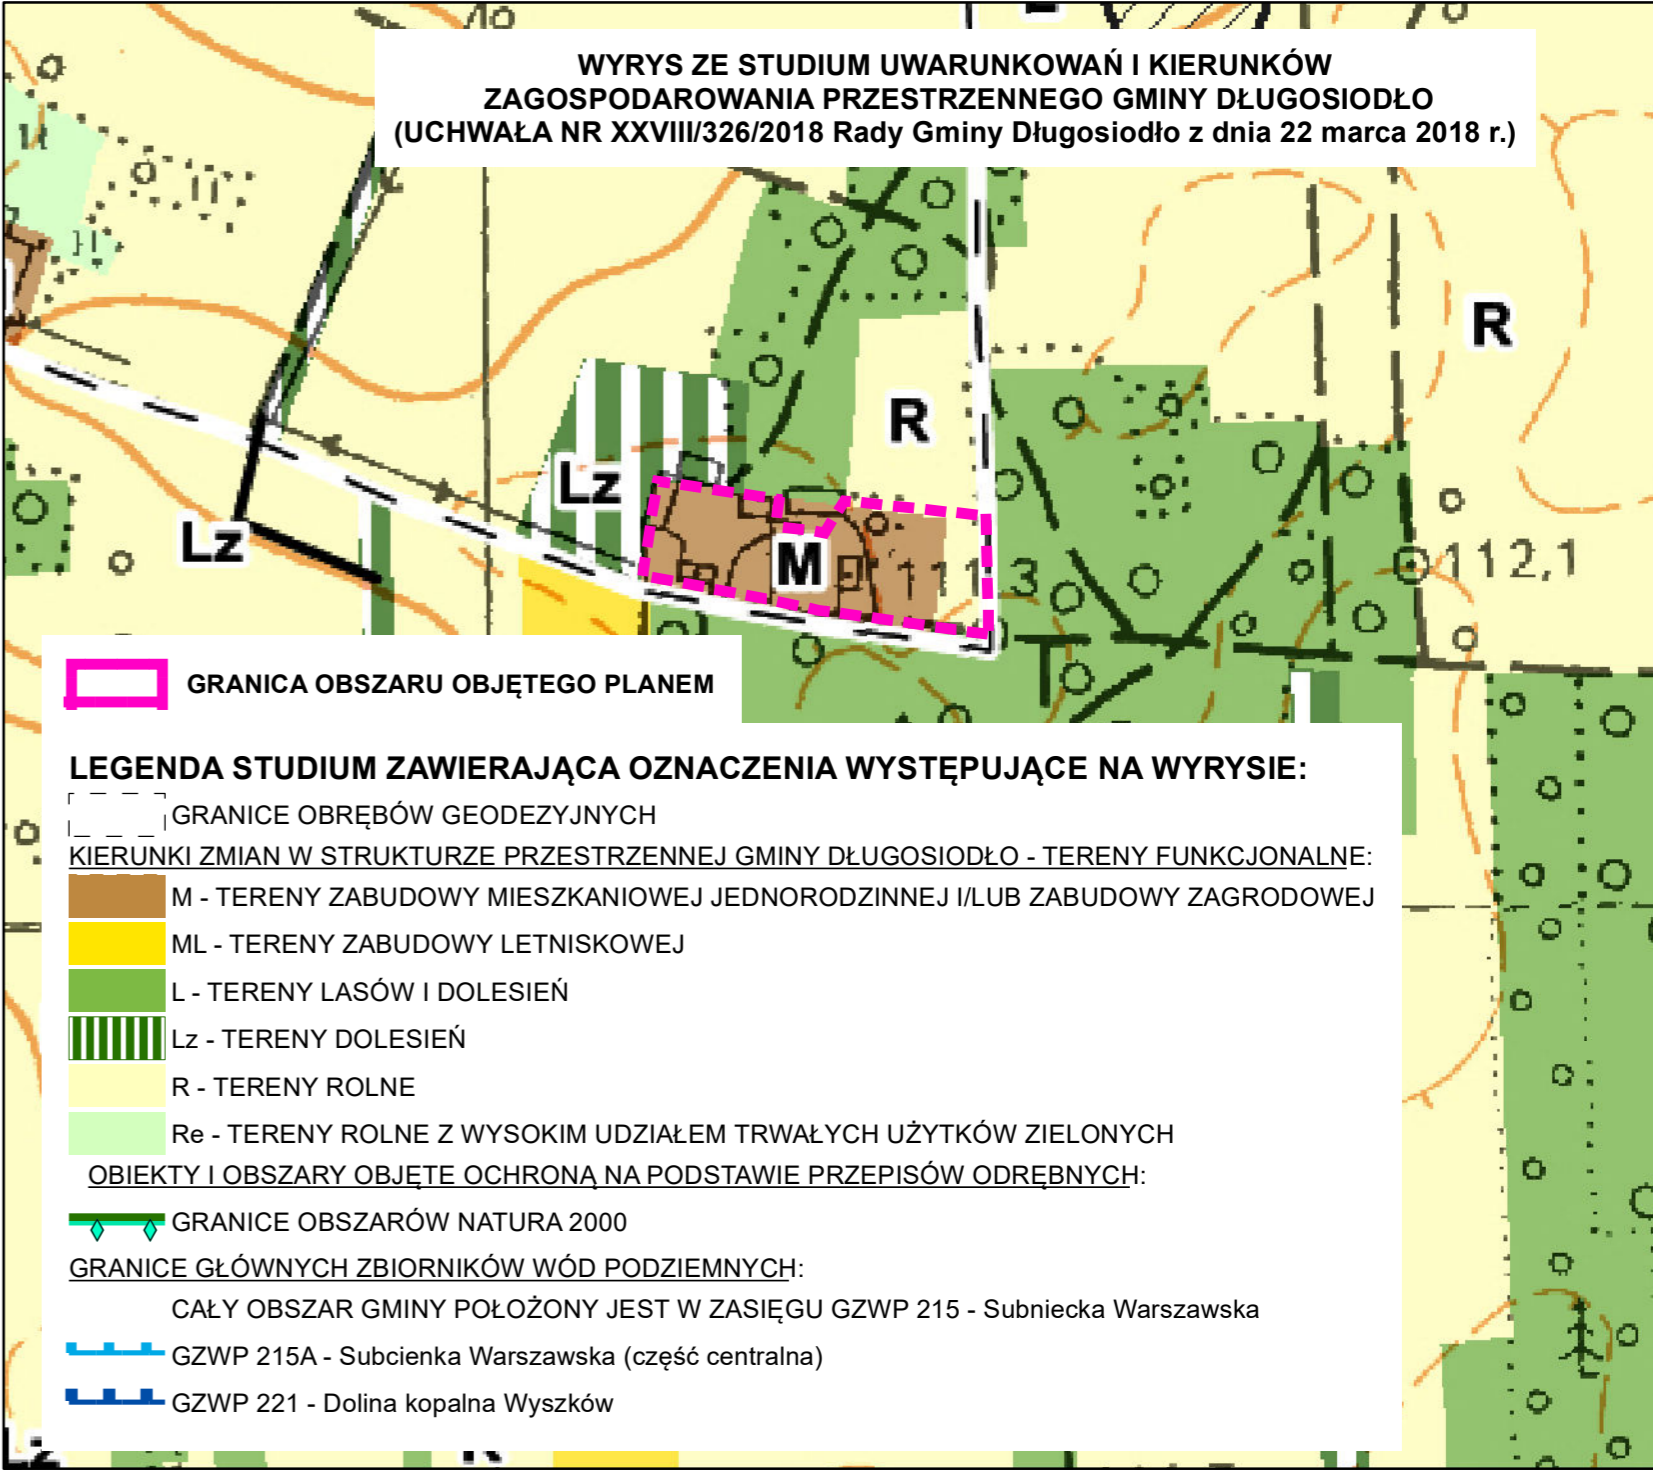 WYRYS ZE STUDIUM UWARUNKOWAŃ I KIERUNKÓW
ZAGOSPODAROWANIA PRZESTRZENNEGO GMINY DŁUGOSIODŁO
(UCHWAŁA NR XXVIII/326/2018 Rady Gminy Długosiodło z dnia 22 marca 2018 r.)
R
R
Lz
Lz
M
111,3
112,1
GRANICA OBSZARU OBJĘTEGO PLANEM
LEGENDA STUDIUM ZAWIERAJĄCA OZNACZENIA WYSTĘPUJĄCE NA WYRYSIE:
GRANICE OBRĘBÓW GEODEZYJNYCH
KIERUNKI ZMIAN W STRUKTURZE PRZESTRZENNEJ GMINY DŁUGOSIODŁO - TERENY FUNKCJONALNE:
M - TERENY ZABUDOWY MIESZKANIOWEJ JEDNORODZINNEJ I/LUB ZABUDOWY ZAGRODOWEJ
ML - TERENY ZABUDOWY LETNISKOWEJ
L - TERENY LASÓW I DOLESIEŃ
Lz - TERENY DOLESIEŃ
R - TERENY ROLNE
Re - TERENY ROLNE Z WYSOKIM UDZIAŁEM TRWAŁYCH UŻYTKÓW ZIELONYCH
OBIEKTY I OBSZARY OBJĘTE OCHRONĄ NA PODSTAWIE PRZEPISÓW ODRĘBNYCH:
GRANICE OBSZARÓW NATURA 2000
GRANICE GŁÓWNYCH ZBIORNIKÓW WÓD PODZIEMNYCH:
CAŁY OBSZAR GMINY POŁOŻONY JEST W ZASIĘGU GZWP 215 - Subniecka Warszawska
GZWP 215A - Subcienka Warszawska (część centralna)
GZWP 221 - Dolina kopalna Wyszków